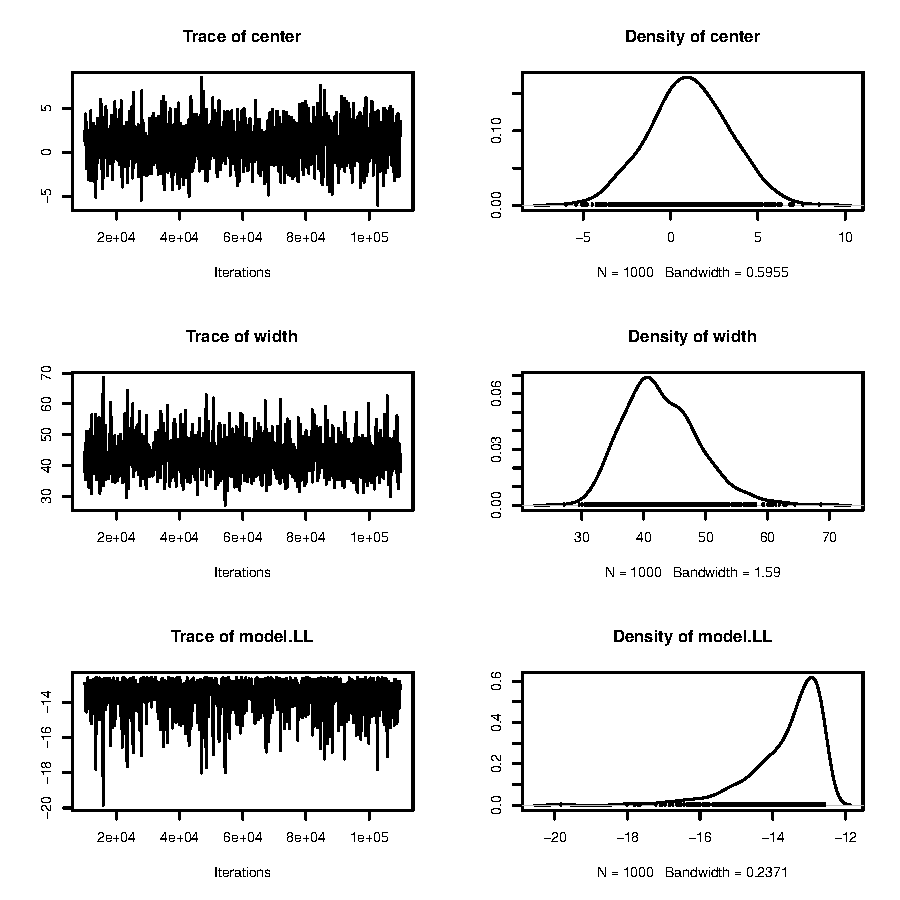 Trace of center
Density of center
5
0
−5
2e+04 4e+04 6e+04 8e+04 1e+05
Iterations
0.10
0.00
−5 0 5 10
N = 1000 Bandwidth = 0.5955
Trace of width
Density of width
70
60
50
40
30
2e+04 4e+04 6e+04 8e+04 1e+05
Iterations
0.06
0.03
0.00
30 40 50 60 70
N = 1000 Bandwidth = 1.59
Trace of model.LL
Density of model.LL
−14
−16
−18
−20
2e+04 4e+04 6e+04 8e+04 1e+05
Iterations
0.6
0.4
0.2
0.0
−20 −18 −16 −14 −12
N = 1000 Bandwidth = 0.2371